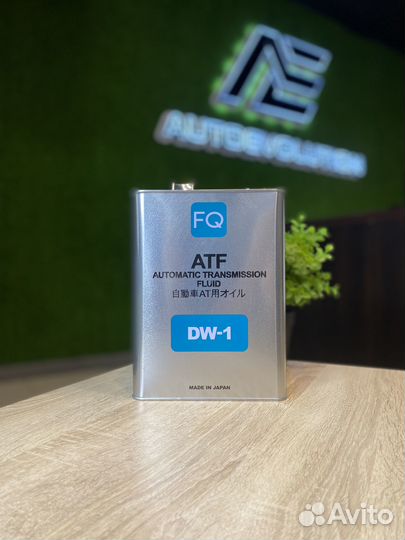 AUTOEVOLUTION
FQ
ATF
AUTOMATIC TRANSMISSION
FLUID
自動車AT用オイル
DW-1
MADE IN JAPAN
Avito